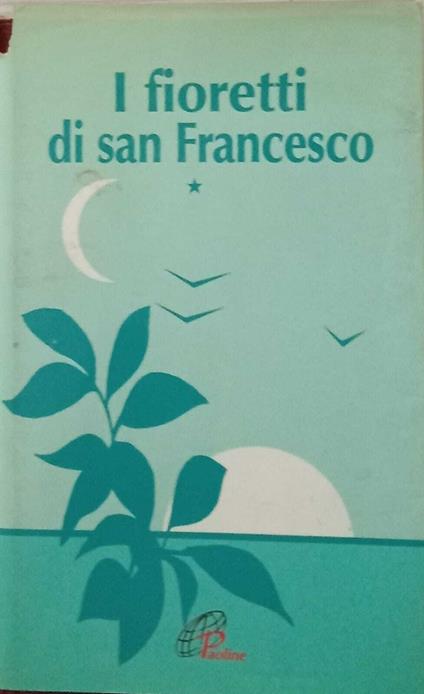 I fioretti
di san Francesco
Paoline